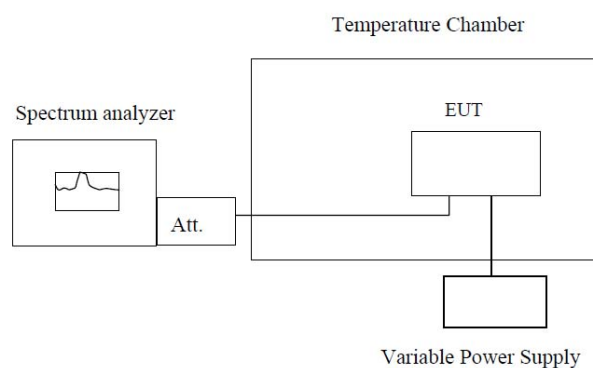 Temperature Chamber
Spectrum analyzer
EUT
Att.
Variable Power Supply